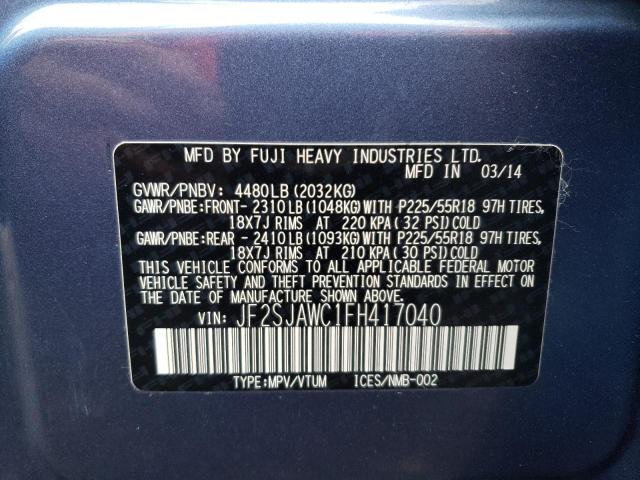 MFD BY FUJI HEAVY INDUSTRIES LTD.
MFD IN 03/14
GVWR/PNBV: 4480LB(2032KG)
GAWR/PNBE:FRONT-2310LB(1048KG)WITH P225/55R18 97H TIRES,
18X7J RIMS AT 220 KPA(32 PSI)COLD
GAWR/PNBE:REAR -2410LB(1093KG)WITH P225/55R18 97H TIRES,
18X7J RIMS AT 210 KPA(30 PSI)COLD
THIS VEHICLE CONFORMS TO ALL APPLICABLE FEDERAL MOTOR
VEHICLE SAFETY AND THEFT PREVENTION STANDARDS IN EFFECT ON
THE DATE OF MANUFACTURE SHOWN ABOVE.
VIN: JF2SJAWC1FH417040
TYPE:MPV/VTUM ICES/NMB-002